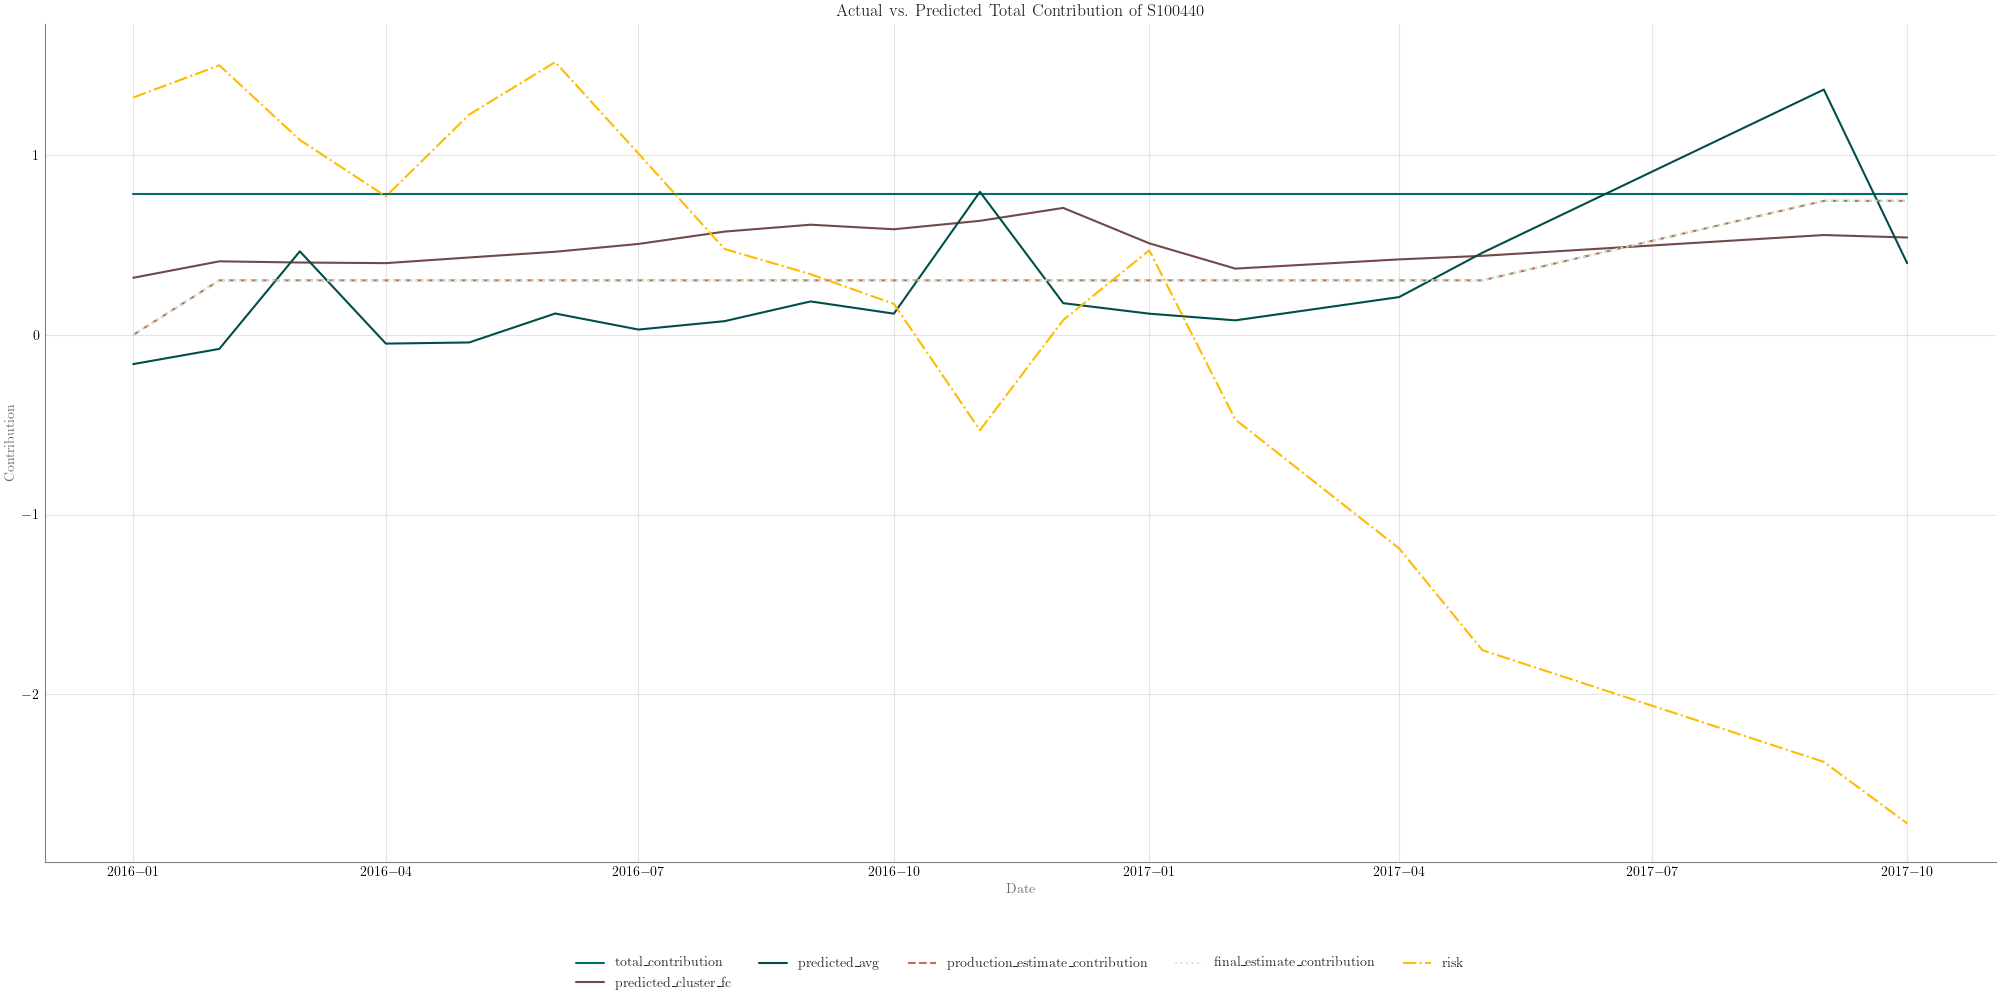 Actual vs. Predicted Total Contribution of S100440
Contribution
1
0
−1
−2
2016−01 2016−04 2016−07 2016−10 2017−01 2017−04 2017−07 2017−10
Date
total_contribution predicted_avg production_estimate_contribution final_estimate_contribution risk
predicted_cluster_fc